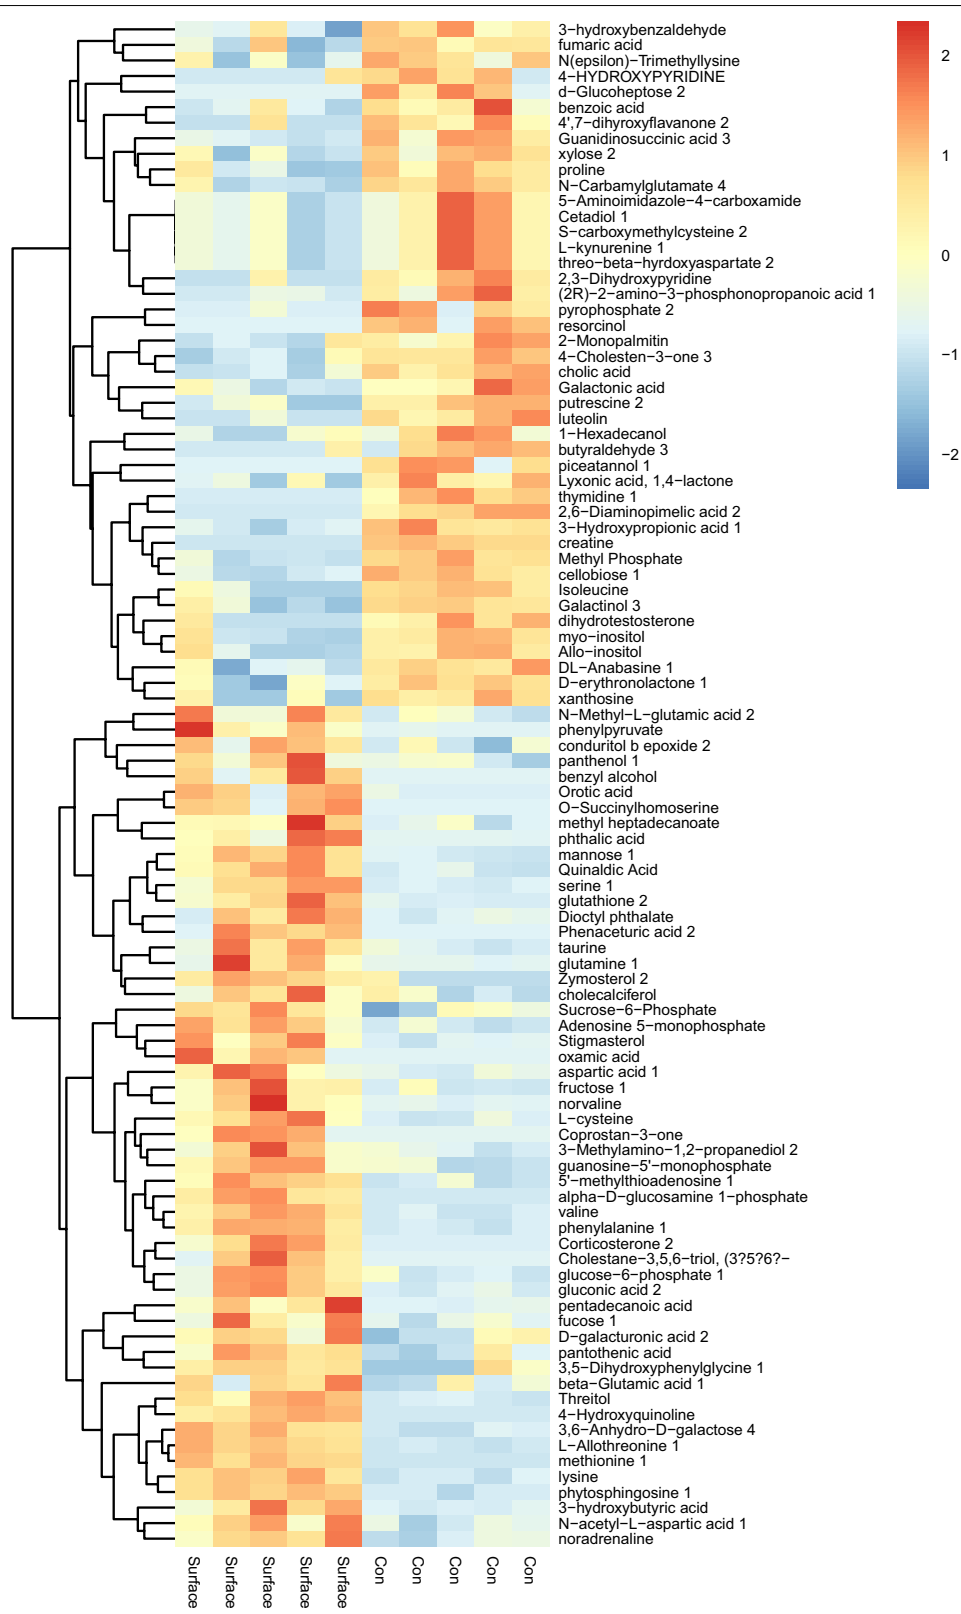 3−hydroxybenzaldehyde
fumaric acid
N(epsilon)−Trimethyllysine
4−HYDROXYPYRIDINE
d−Glucoheptose 2
benzoic acid
4',7−dihyroxyflavanone 2
Guanidinosuccinic acid 3
xylose 2
proline
N−Carbamylglutamate 4
5−Aminoimidazole−4−carboxamide
Cetadiol 1
S−carboxymethylcysteine 2
L−kynurenine 1
threo−beta−hyrdoxyaspartate 2
2,3−Dihydroxypyridine
(2R)−2−amino−3−phosphonopropanoic acid 1
pyrophosphate 2
resorcinol
2−Monopalmitin
4−Cholesten−3−one 3
cholic acid
Galactonic acid
putrescine 2
luteolin
1−Hexadecanol
butyraldehyde 3
piceatannol 1
Lyxonic acid, 1,4−lactone
thymidine 1
2,6−Diaminopimelic acid 2
3−Hydroxypropionic acid 1
creatine
Methyl Phosphate
cellobiose 1
Isoleucine
Galactinol 3
dihydrotestosterone
myo−inositol
Allo−inositol
DL−Anabasine 1
D−erythronolactone 1
xanthosine
N−Methyl−L−glutamic acid 2
phenylpyruvate
conduritol b epoxide 2
panthenol 1
benzyl alcohol
Orotic acid
O−Succinylhomoserine
methyl heptadecanoate
phthalic acid
mannose 1
Quinaldic Acid
serine 1
glutathione 2
Dioctyl phthalate
Phenaceturic acid 2
taurine
glutamine 1
Zymosterol 2
cholecalciferol
Sucrose−6−Phosphate
Adenosine 5−monophosphate
Stigmasterol
oxamic acid
aspartic acid 1
fructose 1
norvaline
L−cysteine
Coprostan−3−one
3−Methylamino−1,2−propanediol 2
guanosine−5'−monophosphate
5'−methylthioadenosine 1
alpha−D−glucosamine 1−phosphate
valine
phenylalanine 1
Corticosterone 2
Cholestane−3,5,6−triol, (3?5?6?−
glucose−6−phosphate 1
gluconic acid 2
pentadecanoic acid
fucose 1
D−galacturonic acid 2
pantothenic acid
3,5−Dihydroxyphenylglycine 1
beta−Glutamic acid 1
Threitol
4−Hydroxyquinoline
3,6−Anhydro−D−galactose 4
L−Allothreonine 1
methionine 1
lysine
phytosphingosine 1
3−hydroxybutyric acid
N−acetyl−L−aspartic acid 1
noradrenaline
2
1
0
−1
−2
Surface
Surface
Surface
Surface
Surface
Con
Con
Con
Con
Con